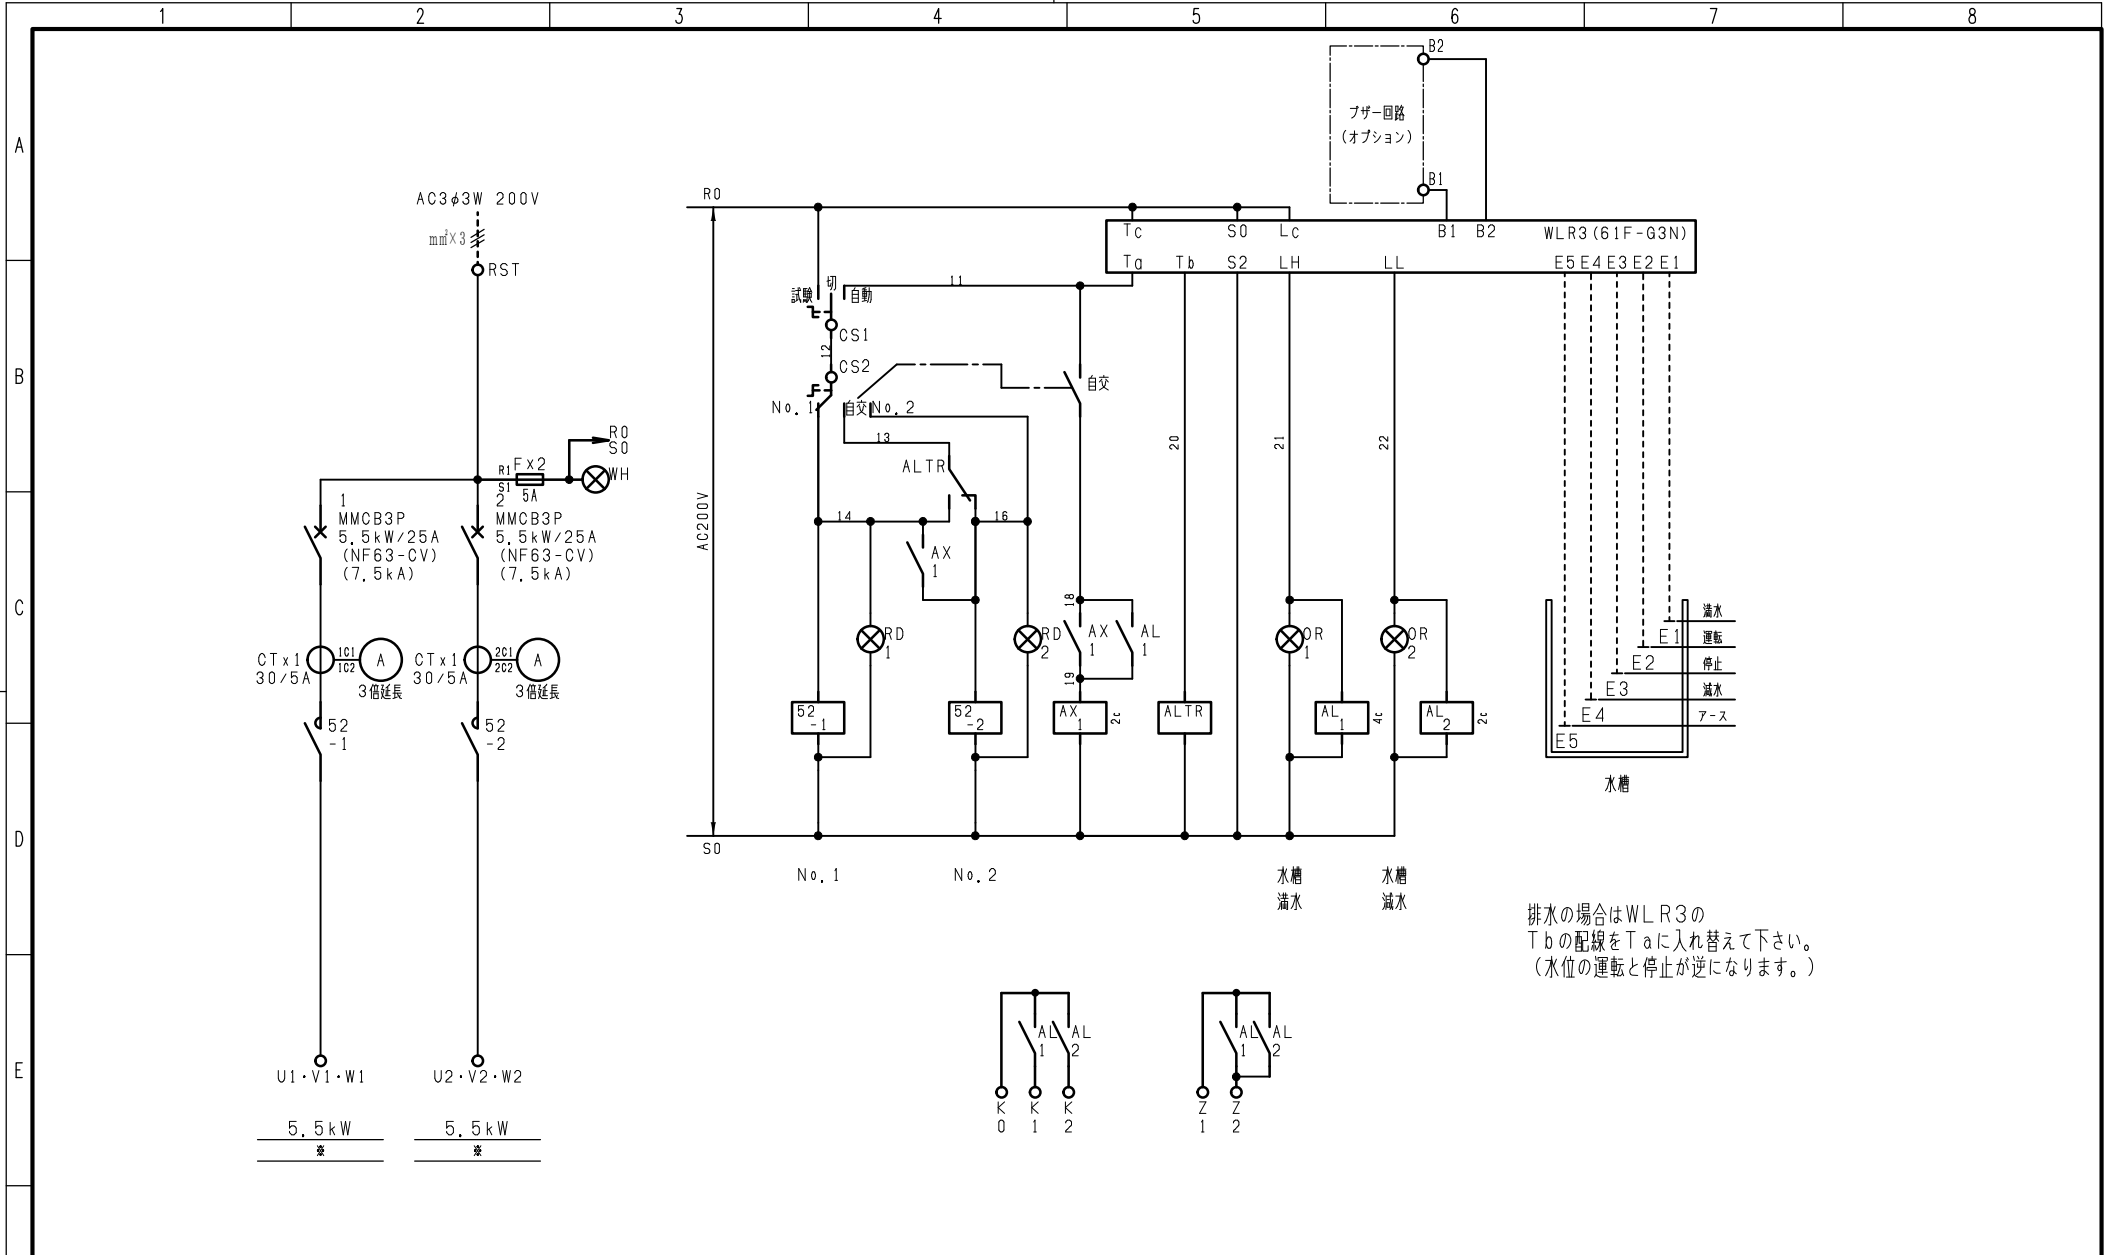 1 2 3 4 5 6 7 8
A
B
C
D
E
AC3φ3W 200V
mm²×3
RST
R0
S0
R1
S1
F×2
5A
WH
1
MMCB3P
5.5kW/25A
(NF63-CV)
(7.5kA)
2
MMCB3P
5.5kW/25A
(NF63-CV)
(7.5kA)
CT×1
30/5A
1C1
1C2
A
3倍延長
CT×1
30/5A
2C1
2C2
A
3倍延長
52
-1
52
-2
U1・V1・W1
U2・V2・W2
5.5kW
※
5.5kW
※
R0
AC200V
S0
試験
切
自動
11
CS1
12
CS2
No.1
自交
No.2
13
ALTR
14
16
AX
1
RD
1
RD
2
自交
18
AX
1
AL
1
19
20
21
22
OR
1
OR
2
52
-1
52
-2
AX
1
2c
ALTR
AL
1
4c
AL
2
2c
No.1
No.2
水槽
満水
水槽
減水
ブザー回路
(オプション)
B2
B1
Tc S0 Lc B1 B2 WLR3(61F-G3N)
Ta Tb S2 LH LL E5 E4 E3 E2 E1
満水
E1 運転
E2 停止
E3 減水
E4 アース
E5
水槽
排水の場合はWLR3の
Tbの配線をTaに入れ替えて下さい。
(水位の運転と停止が逆になります。)
AL
1
AL
2
K
0
K
1
K
2
AL
1
AL
2
Z
1
Z
2